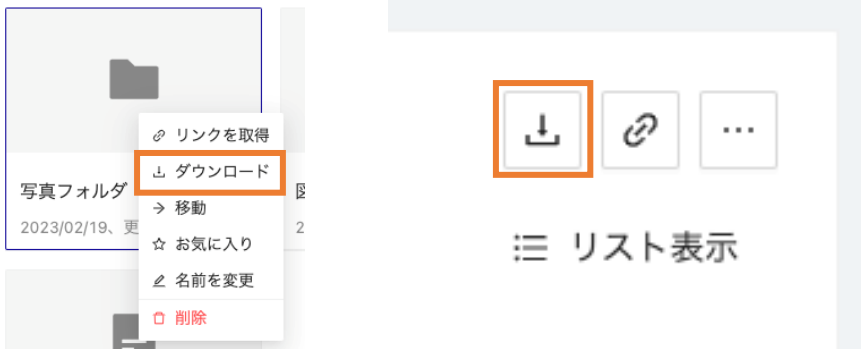 リンクを取得
ダウンロード
写真フォルダ
移動
2023/02/19、更
お気に入り
名前を変更
削除
リスト表示